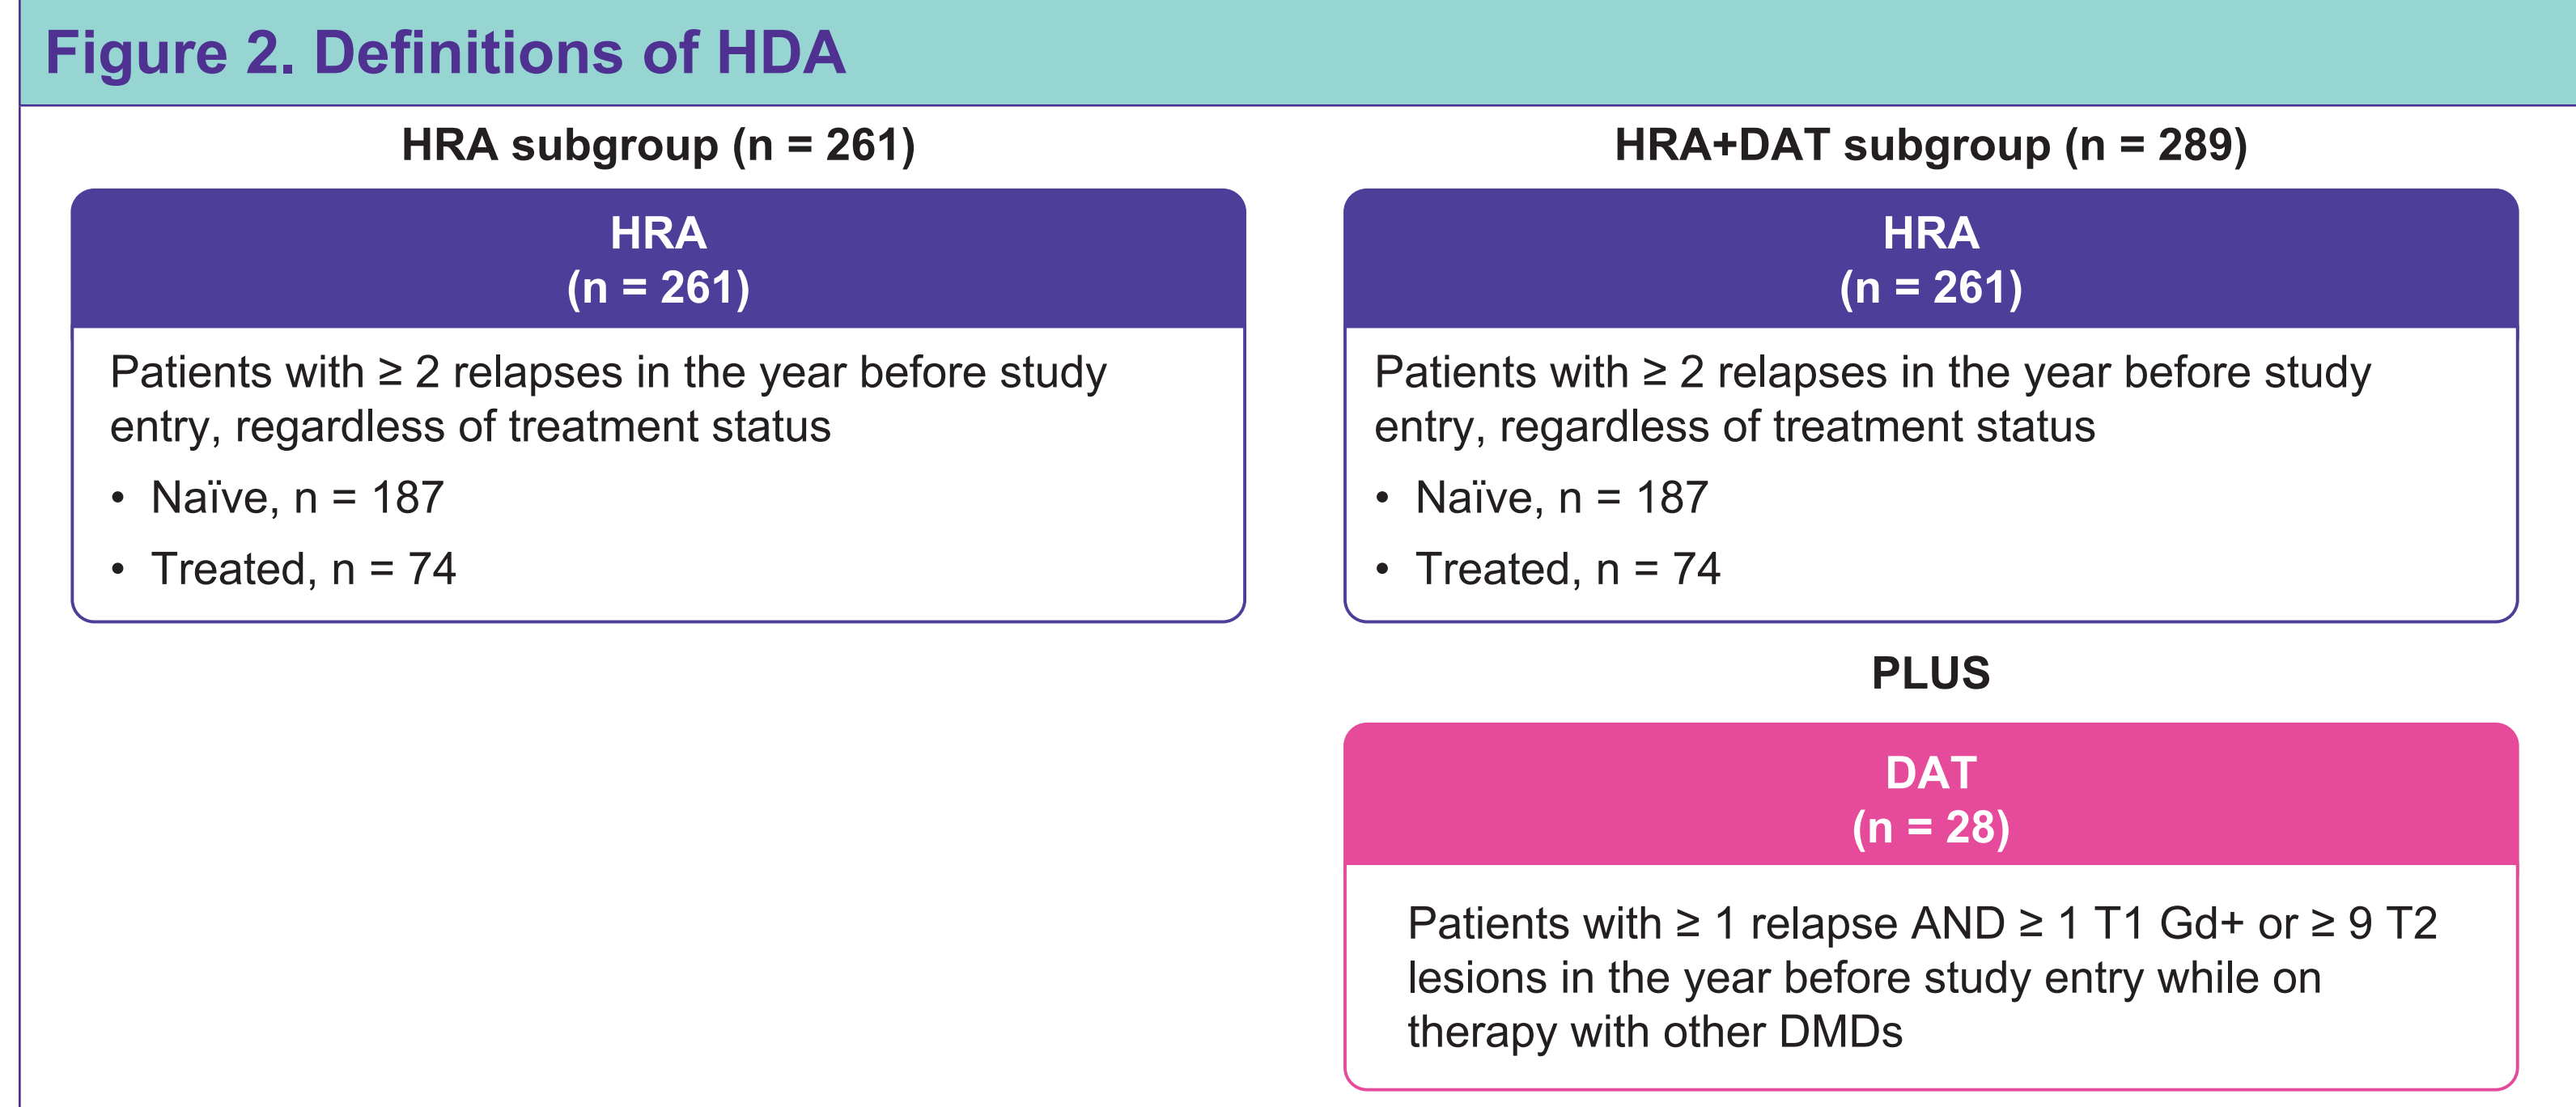 Figure 2. Definitions of HDA
HRA subgroup (n = 261)
HRA
(n = 261)
Patients with ≥ 2 relapses in the year before study
entry, regardless of treatment status
• Naïve, n = 187
• Treated, n = 74
HRA+DAT subgroup (n = 289)
HRA
(n = 261)
Patients with ≥ 2 relapses in the year before study
entry, regardless of treatment status
• Naïve, n = 187
• Treated, n = 74
PLUS
DAT
(n = 28)
Patients with ≥ 1 relapse AND ≥ 1 T1 Gd+ or ≥ 9 T2
lesions in the year before study entry while on
therapy with other DMDs